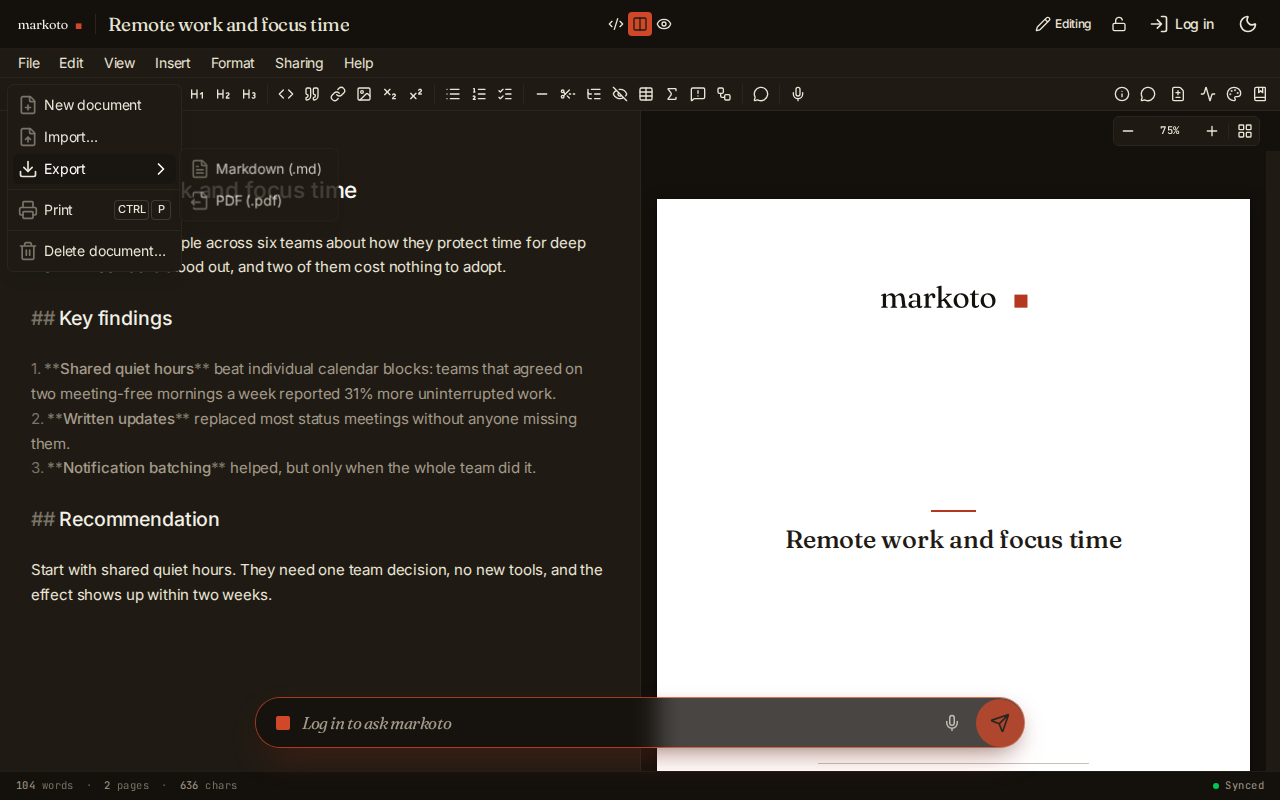 markoto
Remote work and focus time
Editing
Log in
File Edit View Insert Format Sharing Help
H1 H2 H3
X2 X²
New document
Import...
Export
Print CTRL P
Delete document...
Markdown (.md)
PDF (.pdf)
75%
k and focus time
ple across six teams about how they protect time for deep
ood out, and two of them cost nothing to adopt.
## Key findings
1. **Shared quiet hours** beat individual calendar blocks: teams that agreed on
two meeting-free mornings a week reported 31% more uninterrupted work.
2. **Written updates** replaced most status meetings without anyone missing
them.
3. **Notification batching** helped, but only when the whole team did it.
## Recommendation
Start with shared quiet hours. They need one team decision, no new tools, and the
effect shows up within two weeks.
markoto
Remote work and focus time
Log in to ask markoto
104 words · 2 pages · 636 chars
Synced